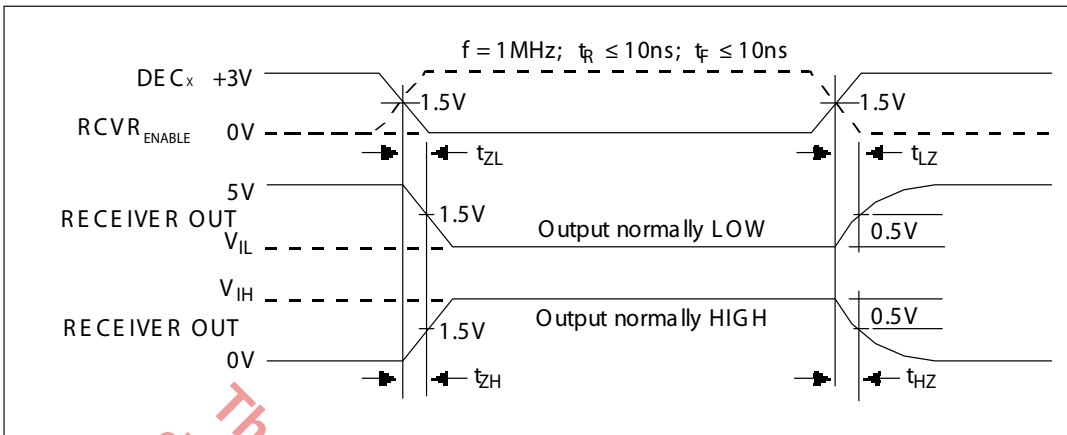 f = 1MHz; tR ≤ 10ns; tF ≤ 10ns
DECx +3V
1.5V
1.5V
RCVRENABLE 0V
tZL
tLZ
5V
RECEIVER OUT
1.5V
Output normally LOW
0.5V
VIL
VIH
RECEIVER OUT
1.5V
Output normally HIGH
0.5V
0V
tZH
tHZ
Th